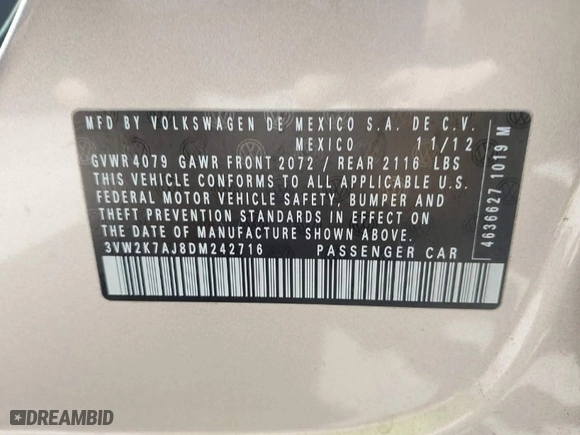 MFD BY VOLKSWAGEN DE MEXICO S.A. DE C.V.
MEXICO 11/12
GVWR 4079 GAWR FRONT 2072 / REAR 2116 LBS
THIS VEHICLE CONFORMS TO ALL APPLICABLE U.S.
FEDERAL MOTOR VEHICLE SAFETY, BUMPER AND
THEFT PREVENTION STANDARDS IN EFFECT ON
THE DATE OF MANUFACTURE SHOWN ABOVE.
3VW2K7AJ8DM242716 PASSENGER CAR
4636627 1019 M
DREAMBID